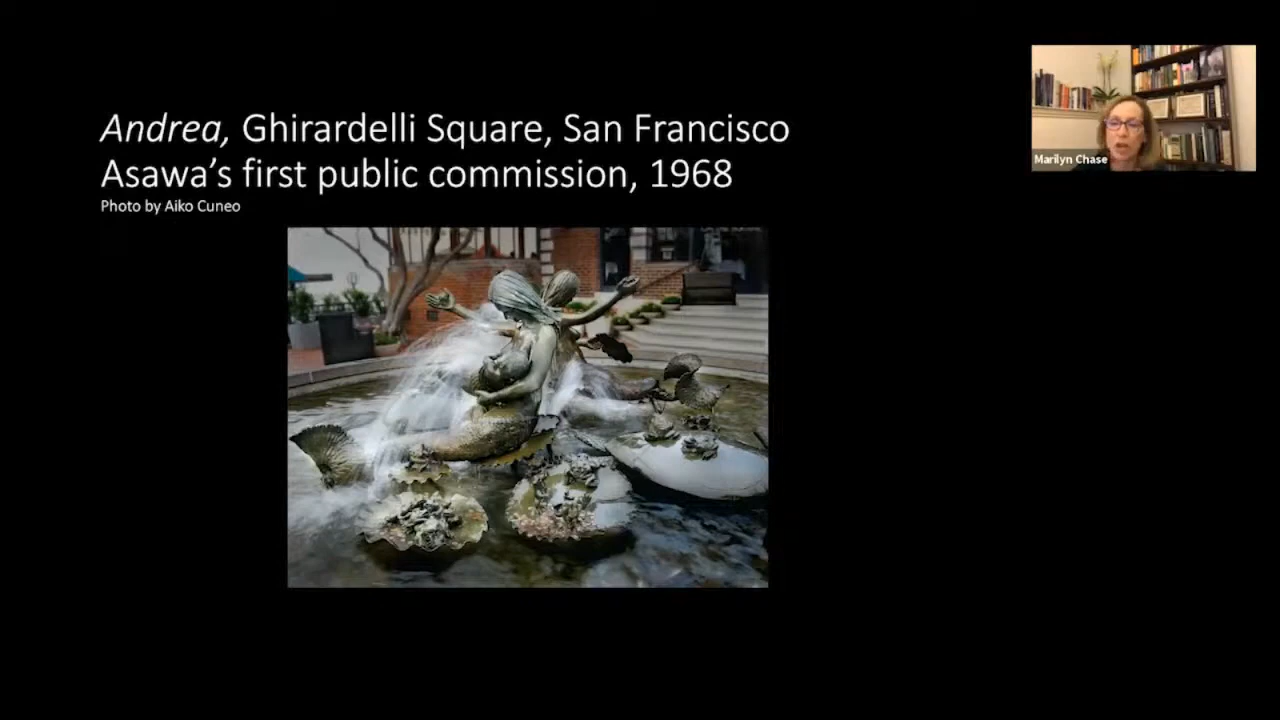 Andrea, Ghirardelli Square, San Francisco
Asawa’s first public commission, 1968
Photo by Aiko Cuneo
Marilyn Chase